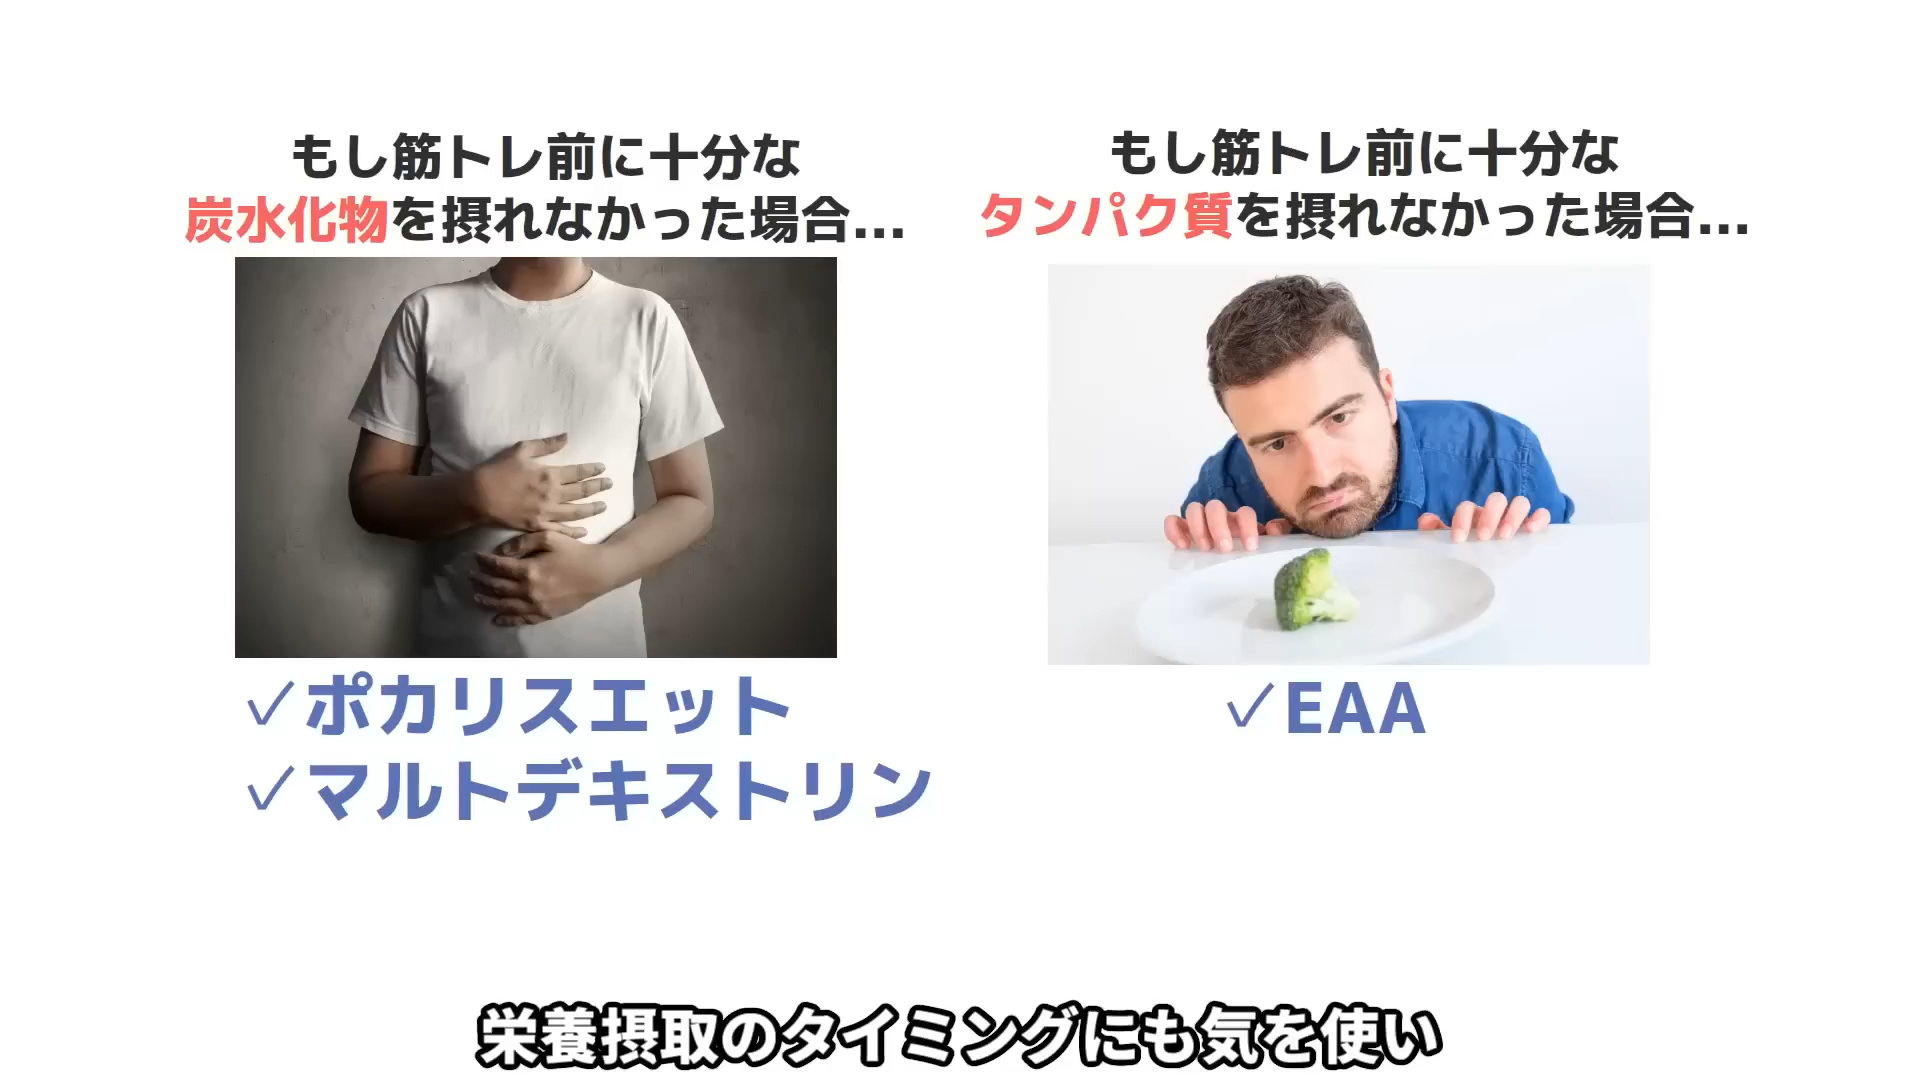 もし筋トレ前に十分な
炭水化物を摂れなかった場合...
✓ポカリスエット
✓マルトデキストリン
もし筋トレ前に十分な
タンパク質を摂れなかった場合...
✓EAA
栄養摂取のタイミングにも気を使い